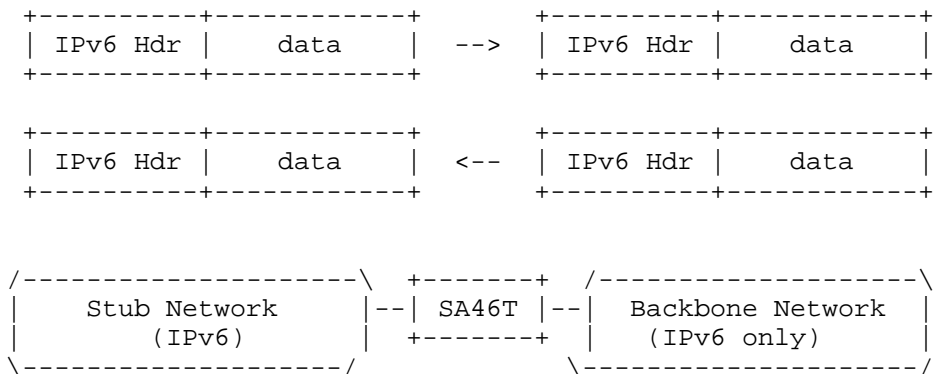 +----------+------------+      +----------+-----------+
| IPv6 Hdr |    data    |  --> | IPv6 Hdr |    data   |
+----------+------------+      +----------+-----------+
+----------+------------+      +----------+-----------+
| IPv6 Hdr |    data    |  <-- | IPv6 Hdr |    data   |
+----------+------------+      +----------+-----------+
/---------------------\  +-------+  /--------------------\
|    Stub Network     |--| SA46T |--|  Backbone Network  |
|       (IPv6)        |  +-------+  |   (IPv6 only)      |
\--------------------/              \---------------------/